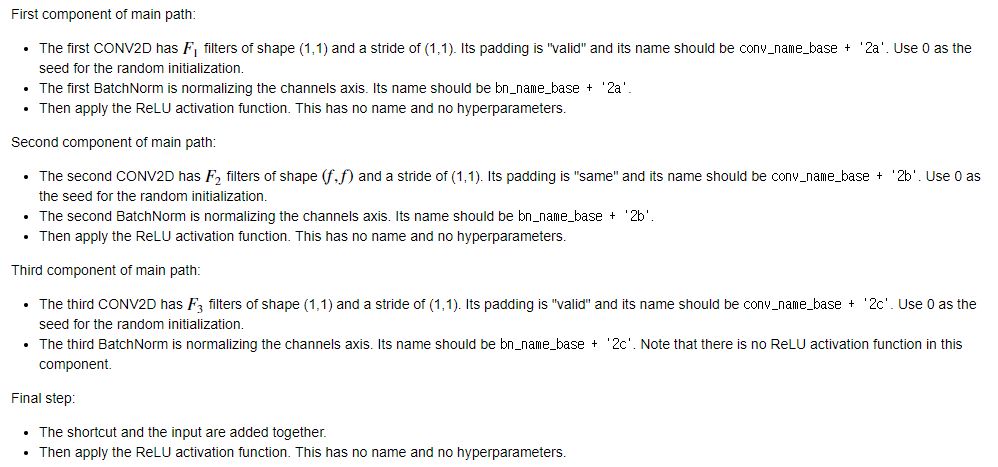 First component of main path:
• The first CONV2D has F₁ filters of shape (1,1) and a stride of (1,1). Its padding is "valid" and its name should be conv_name_base + '2a'. Use 0 as the
seed for the random initialization.
• The first BatchNorm is normalizing the channels axis. Its name should be bn_name_base + '2a'.
• Then apply the ReLU activation function. This has no name and no hyperparameters.
Second component of main path:
• The second CONV2D has F₂ filters of shape (f,f) and a stride of (1,1). Its padding is "same" and its name should be conv_name_base + '2b'. Use 0 as
the seed for the random initialization.
• The second BatchNorm is normalizing the channels axis. Its name should be bn_name_base + '2b'.
• Then apply the ReLU activation function. This has no name and no hyperparameters.
Third component of main path:
• The third CONV2D has F₃ filters of shape (1,1) and a stride of (1,1). Its padding is "valid" and its name should be conv_name_base + '2c'. Use 0 as the
seed for the random initialization.
• The third BatchNorm is normalizing the channels axis. Its name should be bn_name_base + '2c'. Note that there is no ReLU activation function in this
component.
Final step:
• The shortcut and the input are added together.
• Then apply the ReLU activation function. This has no name and no hyperparameters.